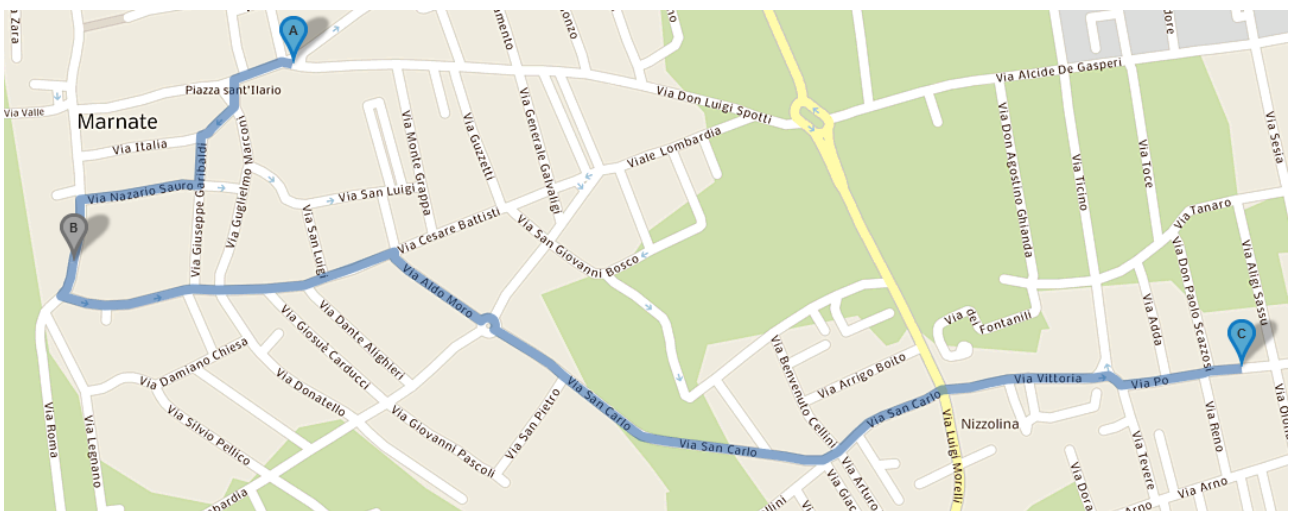 Via Zara
A
Via Valle
Piazza sant'Ilario
Marnate
Via Italia
Via Nazario Sauro
Via Giuseppe Garibaldi
Via Guglielmo Marconi
Via San Luigi
Via San Luigi
Via Monte Grappa
Via Guzzetti
Via Generale Galvaligi
Via Cesare Battisti
Viale Lombardia
Via Don Luigi Spotti
Via Alcide De Gasperi
Via San Giovanni Bosco
Via Don Agostino Ghianda
Via Ticino
Via Toce
Via Sesia
Via Tanaro
Via Aligi Sassu
Via Don Paolo Scazzosi
Via Adda
Via dei
Fontanili
B
Via Aldo Moro
Via Dante Alighieri
Via Giosuè Carducci
Via Damiano Chiesa
Via Donatello
Via Silvio Pellico
Via Giovanni Pascoli
Via San Pietro
Via Roma
Via Legnano
Via San Carlo
Via San Carlo
Via San Carlo
Via Benvenuto Cellini
Via Arrigo Boito
Via Arturo
Via Luigi Morelli
Nizzolina
Via Vittoria
Via Po
C
Via Tevere
Via Reno
Via Dora
Via Arno